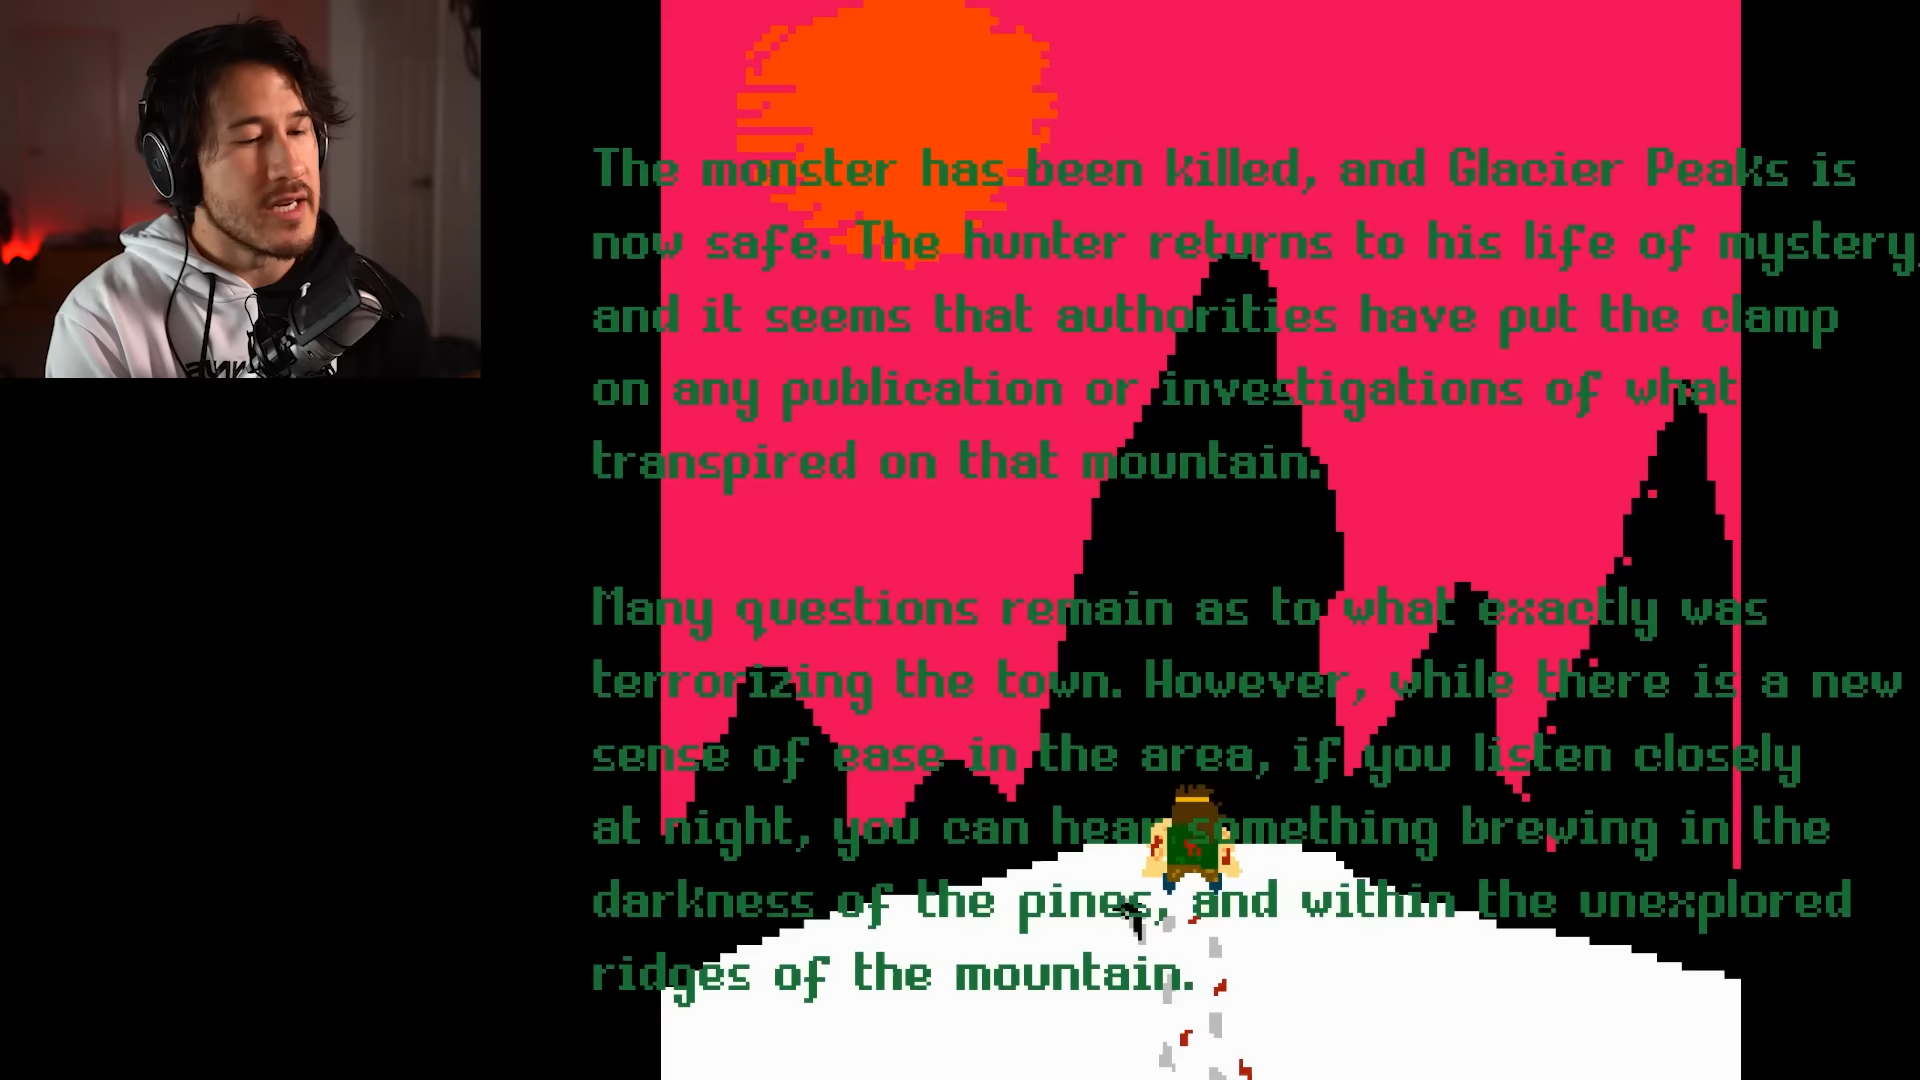 The monster has been killed, and Glacier Peaks is
now safe. The hunter returns to his life of mystery,
and it seems that authorities have put the clamp
on any publication or investigations of what
transpired on that mountain.
Many questions remain as to what exactly was
terrorizing the town. However, while there is a new
sense of ease in the area, if you listen closely
at night, you can hear something brewing in the
darkness of the pines, and within the unexplored
ridges of the mountain.